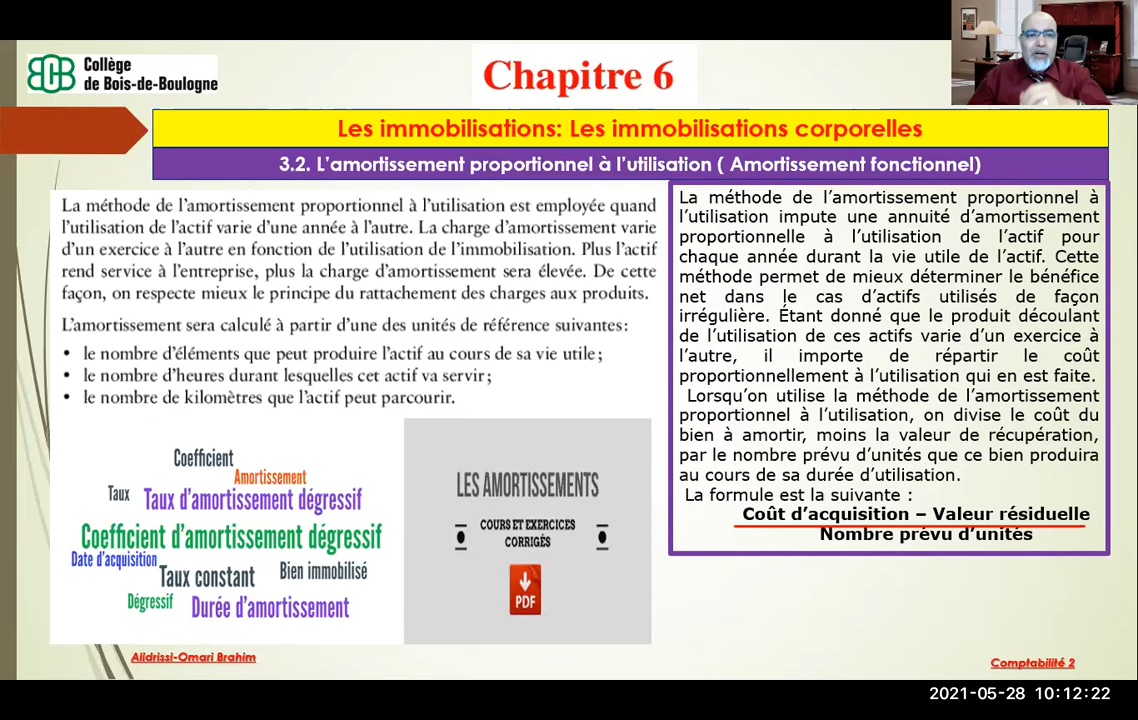 Collège
de Bois-de-Boulogne
Chapitre 6
Les immobilisations: Les immobilisations corporelles
3.2. L’amortissement proportionnel à l’utilisation ( Amortissement fonctionnel)
La méthode de l’amortissement proportionnel à l’utilisation est employée quand
l’utilisation de l’actif varie d’une année à l’autre. La charge d’amortissement varie
d’un exercice à l’autre en fonction de l’utilisation de l’immobilisation. Plus l’actif
rend service à l’entreprise, plus la charge d’amortissement sera élevée. De cette
façon, on respecte mieux le principe du rattachement des charges aux produits.
L’amortissement sera calculé à partir d’une des unités de référence suivantes :
• le nombre d’éléments que peut produire l’actif au cours de sa vie utile ;
• le nombre d’heures durant lesquelles cet actif va servir ;
• le nombre de kilomètres que l’actif peut parcourir.
Coefficient
Amortissement
Taux
Taux d’amortissement dégressif
Coefficient d’amortissement dégressif
Date d’acquisition
Taux constant
Bien immobilisé
Dégressif
Durée d’amortissement
LES AMORTISSEMENTS
COURS ET EXERCICES
CORRIGÉS
PDF
La méthode de l’amortissement proportionnel à
l’utilisation impute une annuité d’amortissement
proportionnelle à l’utilisation de l’actif pour
chaque année durant la vie utile de l’actif. Cette
méthode permet de mieux déterminer le bénéfice
net dans le cas d’actifs utilisés de façon
irrégulière. Étant donné que le produit découlant
de l’utilisation de ces actifs varie d’un exercice à
l’autre, il importe de répartir le coût
proportionnellement à l’utilisation qui en est faite.
Lorsqu’on utilise la méthode de l’amortissement
proportionnel à l’utilisation, on divise le coût du
bien à amortir, moins la valeur de récupération,
par le nombre prévu d’unités que ce bien produira
au cours de sa durée d’utilisation.
La formule est la suivante :
Coût d’acquisition – Valeur résiduelle
Nombre prévu d’unités
Alidrissi-Omari Brahim
Comptabilité 2
2021-05-28 10:12:22